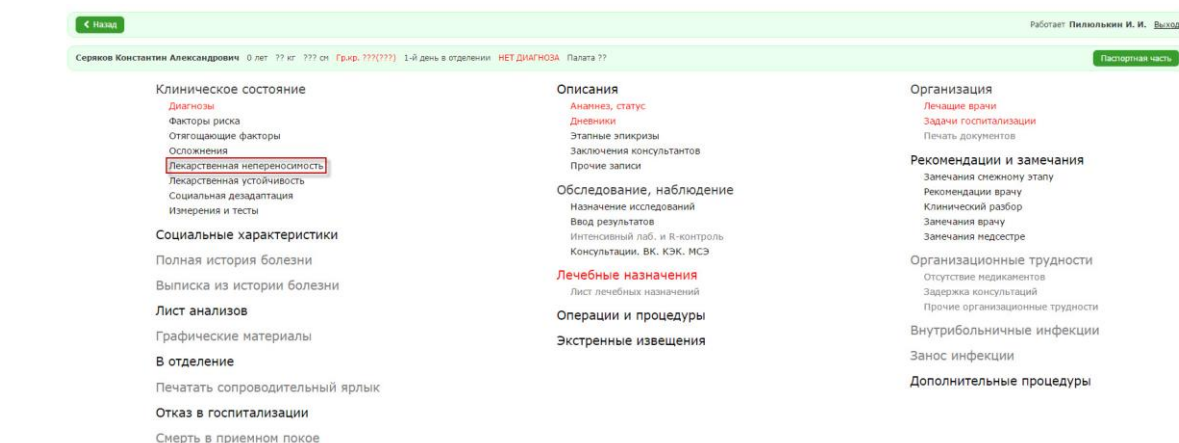 Назад
Работает Пилюлькин И. И. Выход
Серяков Константин Александрович 0 лет ?? кг ??? см Гр.кр. ???(???) 1-й день в отделении НЕТ ДИАГНОЗА Палата ??
Паспортная часть
Клиническое состояние
Диагнозы
Факторы риска
Отягощающие факторы
Осложнения
Лекарственная непереносимость
Лекарственная устойчивость
Социальная дезадаптация
Измерения и тесты
Социальные характеристики
Полная история болезни
Выписка из истории болезни
Лист анализов
Графические материалы
В отделение
Печатать сопроводительный ярлык
Отказ в госпитализации
Смерть в приемном покое
Описания
Анамнез, статус
Дневники
Этапные эпикризы
Заключения консультантов
Прочие записи
Обследование, наблюдение
Назначение исследований
Ввод результатов
Интенсивный лаб. и R-контроль
Консультации, ВК, КЭК, МСЭ
Лечебные назначения
Лист лечебных назначений
Операции и процедуры
Экстренные извещения
Организация
Лечащие врачи
Задачи госпитализации
Печать документов
Рекомендации и замечания
Замечания смежному этапу
Рекомендации врачу
Клинический разбор
Замечания врачу
Замечания медсестре
Организационные трудности
Отсутствие медикаментов
Задержка консультаций
Прочие организационные трудности
Внутрибольничные инфекции
Занос инфекции
Дополнительные процедуры